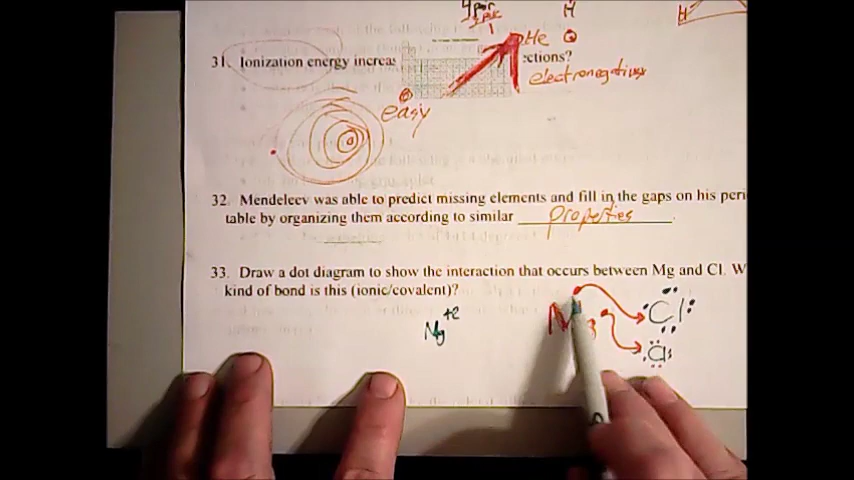 H
H
He
31. Ionization energy increas ections?
electronegativity
easy
32. Mendeleev was able to predict missing elements and fill in the gaps on his peri
table by organizing them according to similar properties.
33. Draw a dot diagram to show the interaction that occurs between Mg and Cl. W
kind of bond is this (ionic/covalent)?
Mg+2
Cl
Cl